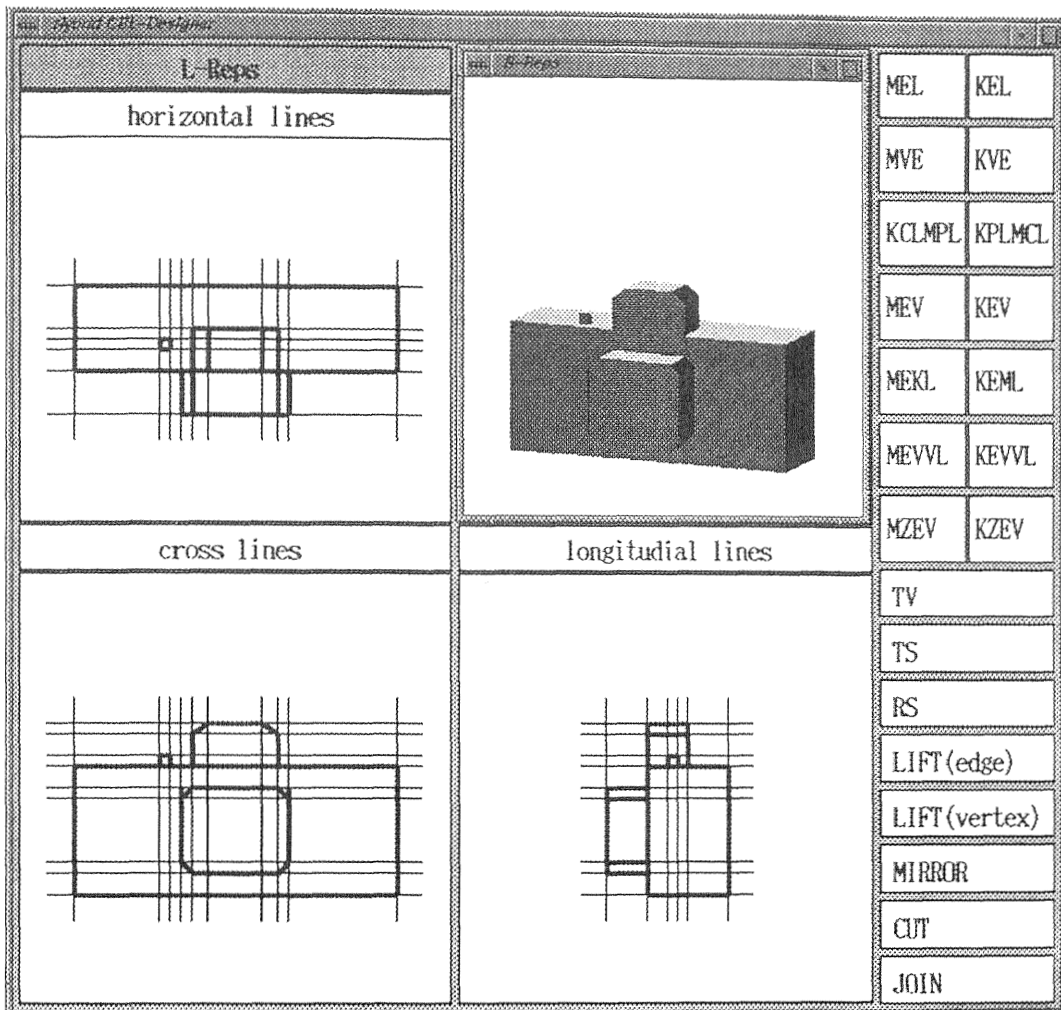 L-Reps
B-Reps
horizontal lines
cross lines
longitudial lines
MEL KEL
MVE KVE
KCLMPL KPLMCL
MEV KEV
MEKL KEML
MEVVL KEVVL
MZEV KZEV
TV
TS
RS
LIFT(edge)
LIFT(vertex)
MIRROR
CUT
JOIN